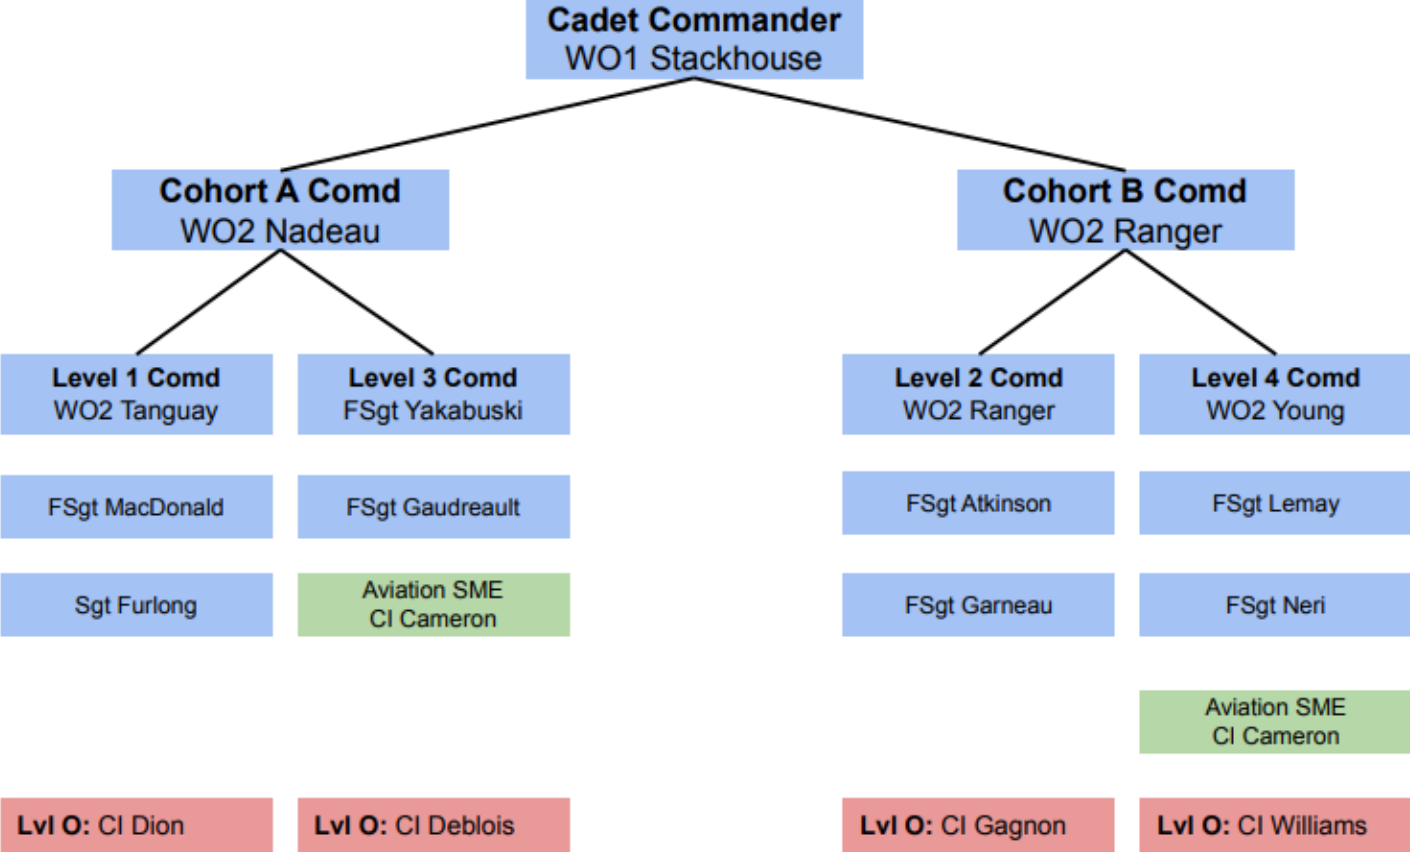 Cadet Commander
WO1 Stackhouse
Cohort A Comd
WO2 Nadeau
Cohort B Comd
WO2 Ranger
Level 1 Comd
WO2 Tanguay
Level 3 Comd
FSgt Yakabuski
Level 2 Comd
WO2 Ranger
Level 4 Comd
WO2 Young
FSgt MacDonald
FSgt Gaudreault
FSgt Atkinson
FSgt Lemay
Sgt Furlong
Aviation SME
CI Cameron
FSgt Garneau
FSgt Neri
Aviation SME
CI Cameron
Lvl O: CI Dion
Lvl O: CI Deblois
Lvl O: CI Gagnon
Lvl O: CI Williams